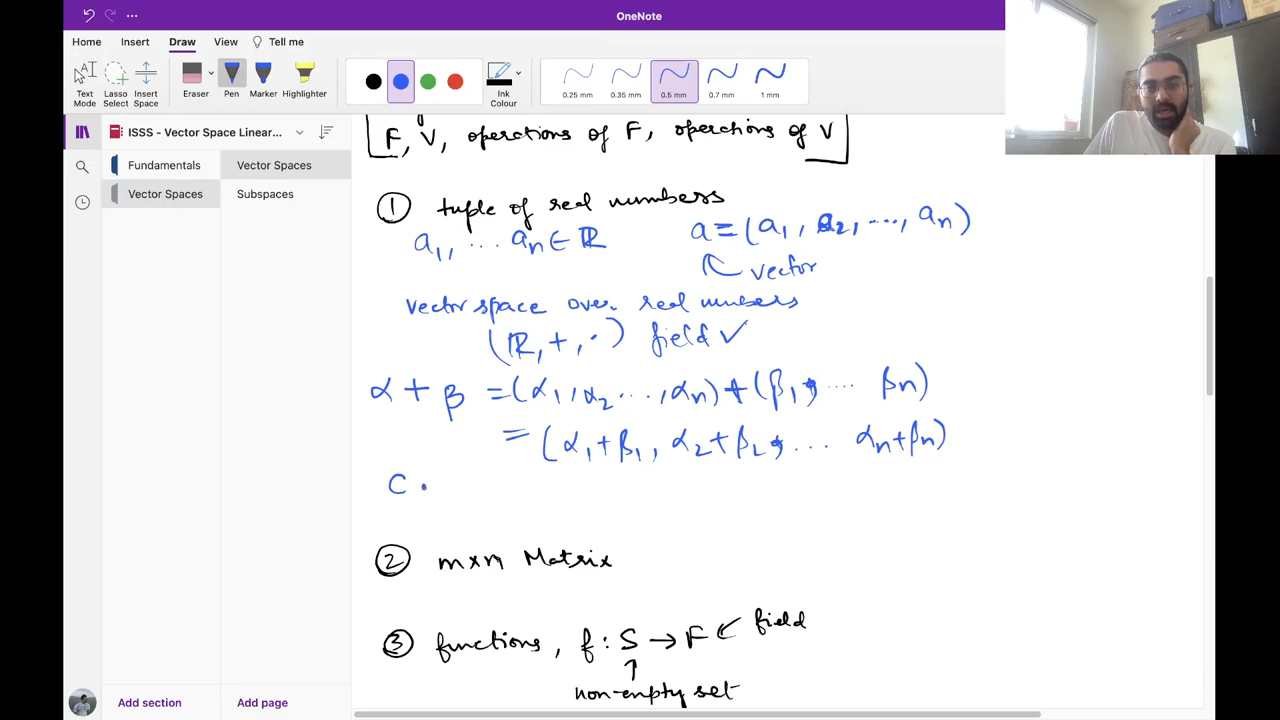 OneNote
Home Insert Draw View Tell me
Text Mode
Lasso Select
Insert Space
Eraser
Pen
Marker
Highlighter
Ink Colour
0.25 mm
0.35 mm
0.5 mm
0.7 mm
1 mm
ISSS - Vector Space Linear...
Fundamentals
Vector Spaces
Vector Spaces
Subspaces
F, V, operations of F, operations of V
① tuple of real numbers
a₁, ... aₙ ∈ ℝ a = (a₁, a₂, ..., aₙ)
vector
vector space over real numbers
(ℝ, +, ·) field ✓
α + β = (α₁, α₂ ..., αₙ) + (β₁, ... βₙ)
= (α₁+β₁, α₂+β₂, ... αₙ+βₙ)
C ·
② m×n Matrix
③ functions, f : S → F ← field
↑
non-empty set
Add section
Add page